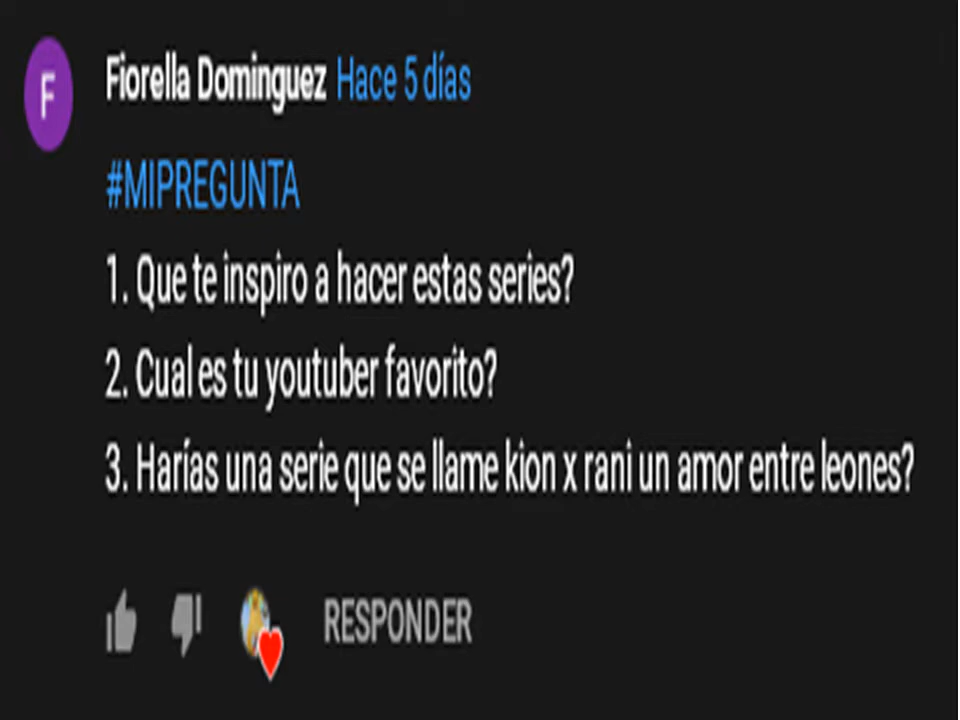 F
Fiorella Dominguez Hace 5 días
#MIPREGUNTA
1. Que te inspiro a hacer estas series?
2. Cual es tu youtuber favorito?
3. Harías una serie que se llame kion x rani un amor entre leones?
RESPONDER